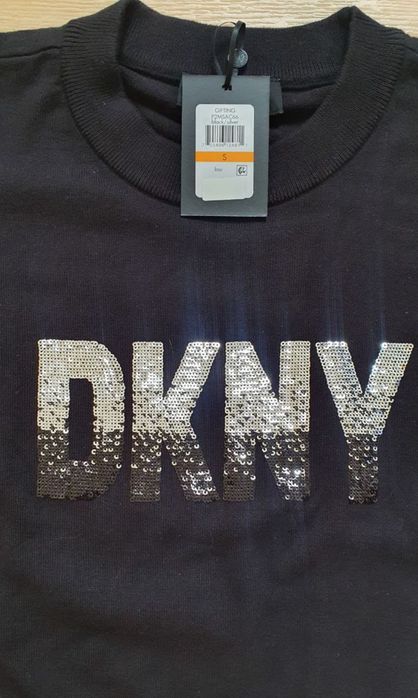 GIFTING
P2MSAC66
black/silver
S
DKNY